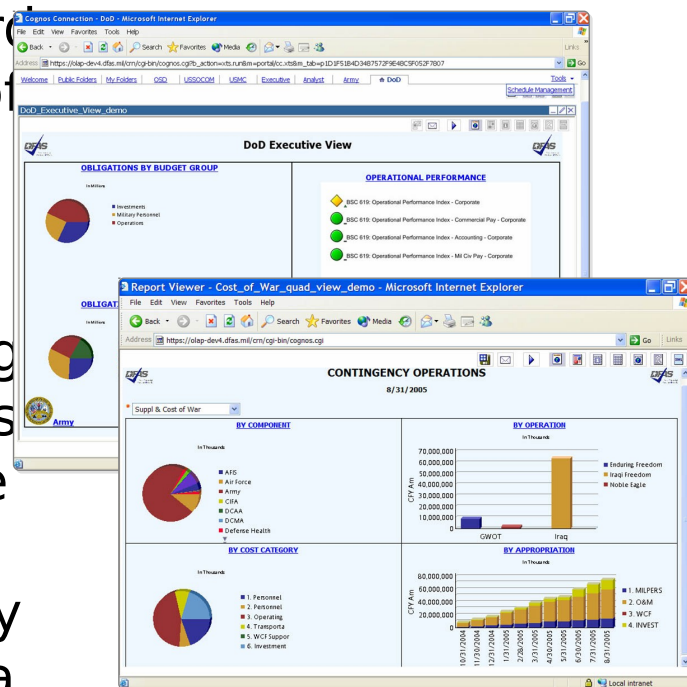 Cognos Connection - DoD - Microsoft Internet Explorer
File Edit View Favorites Tools Help
Back Search Favorites Media Links
Address https://olap-dev4.dfas.mil/crn/cgi-bin/cognos.cgi?b_action=xts.run&m=portal/cc.xts&m_tab=p1D1F51B4D3487572F9E48C5F052F7807 Go
Welcome Public Folders My Folders OSD USSOCOM USMC Executive Analyst Army DoD Tools
Schedule Management
DoD_Executive_View_demo
DFAS DoD Executive View DFAS
OBLIGATIONS BY BUDGET GROUP
In Millions
Investments
Military Personnel
Operations
OPERATIONAL PERFORMANCE
BSC 619: Operational Performance Index - Corporate
BSC 619: Operational Performance Index - Commercial Pay - Corporate
BSC 619: Operational Performance Index - Accounting - Corporate
BSC 619: Operational Performance Index - Mil Civ Pay - Corporate
OBLIGAT
In Millions
Army
Report Viewer - Cost_of_War_quad_view_demo - Microsoft Internet Explorer
File Edit View Favorites Tools Help
Back Search Favorites Media
Address https://olap-dev4.dfas.mil/crn/cgi-bin/cognos.cgi Go Links
DFAS CONTINGENCY OPERATIONS DFAS
8/31/2005
* Suppl & Cost of War
BY COMPONENT
In Thousands
AFIS
Air Force
Army
CIFA
DCAA
DCMA
Defense Health
BY OPERATION
In Thousands
CFY Am
70,000,000
60,000,000
50,000,000
40,000,000
30,000,000
20,000,000
10,000,000
0
GWOT Iraq
Enduring Freedom
Iraqi Freedom
Noble Eagle
BY COST CATEGORY
In Thousands
1. Personnel
2. Personnel
3. Operating
4. Transporta
5. WCF Suppor
6. Investment
BY APPROPRIATION
In Thousands
CFY Am
80,000,000
60,000,000
40,000,000
20,000,000
0
10/31/2004
11/30/2004
12/31/2004
1/31/2005
2/28/2005
3/31/2005
4/30/2005
5/31/2005
6/30/2005
7/31/2005
8/31/2005
1. MILPERS
2. O&M
3. WCF
4. INVEST
Local intranet